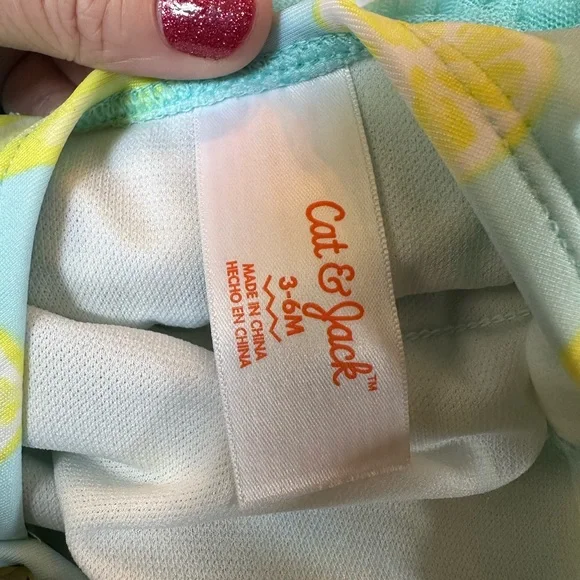 Cat & Jack™
3-6M
MADE IN CHINA
HECHO EN CHINA